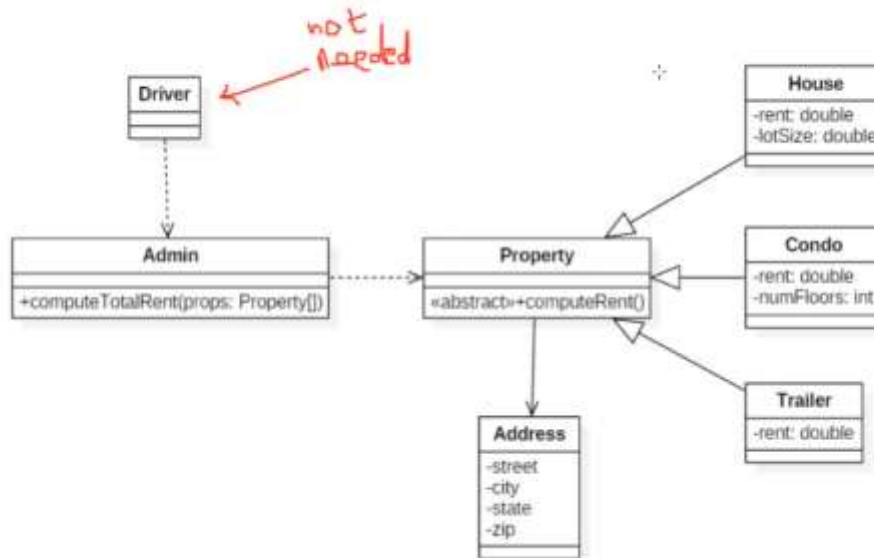 not
needed
Driver
House
-rent: double
-lotSize: double
Admin
+computeTotalRent(props: Property[])
Property
«abstract»+computeRent()
Condo
-rent: double
-numFloors: int
Trailer
-rent: double
Address
-street
-city
-state
-zip